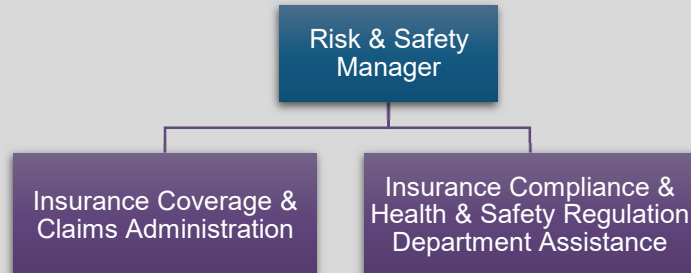 Risk & Safety
Manager
Insurance Coverage &
Claims Administration
Insurance Compliance &
Health & Safety Regulation
Department Assistance